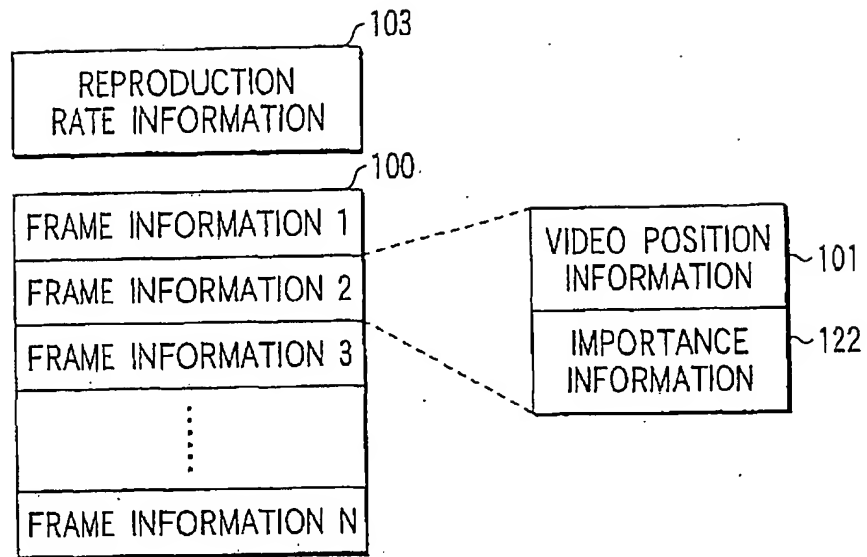 103
REPRODUCTION
RATE INFORMATION
100
FRAME INFORMATION 1
FRAME INFORMATION 2
FRAME INFORMATION 3
FRAME INFORMATION N
VIDEO POSITION
INFORMATION
101
IMPORTANCE
INFORMATION
122